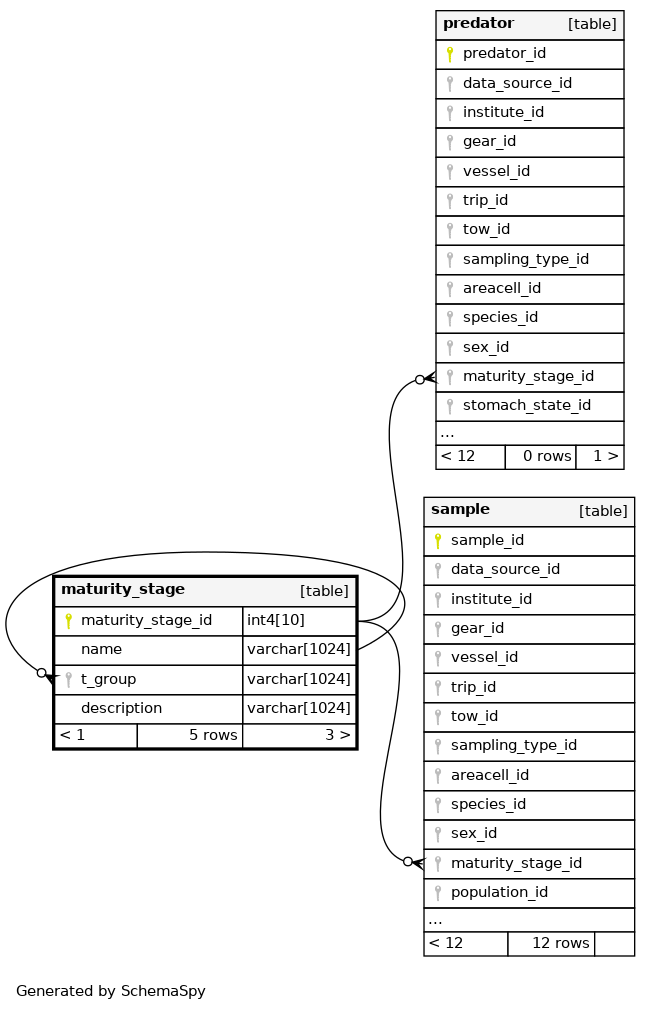 predator [table]
predator_id
data_source_id
institute_id
gear_id
vessel_id
trip_id
tow_id
sampling_type_id
areacell_id
species_id
sex_id
maturity_stage_id
stomach_state_id
...
< 12 0 rows 1 >
sample [table]
sample_id
data_source_id
institute_id
gear_id
vessel_id
trip_id
tow_id
sampling_type_id
areacell_id
species_id
sex_id
maturity_stage_id
population_id
...
< 12 12 rows
maturity_stage [table]
maturity_stage_id int4[10]
name varchar[1024]
t_group varchar[1024]
description varchar[1024]
< 1 5 rows 3 >
Generated by SchemaSpy